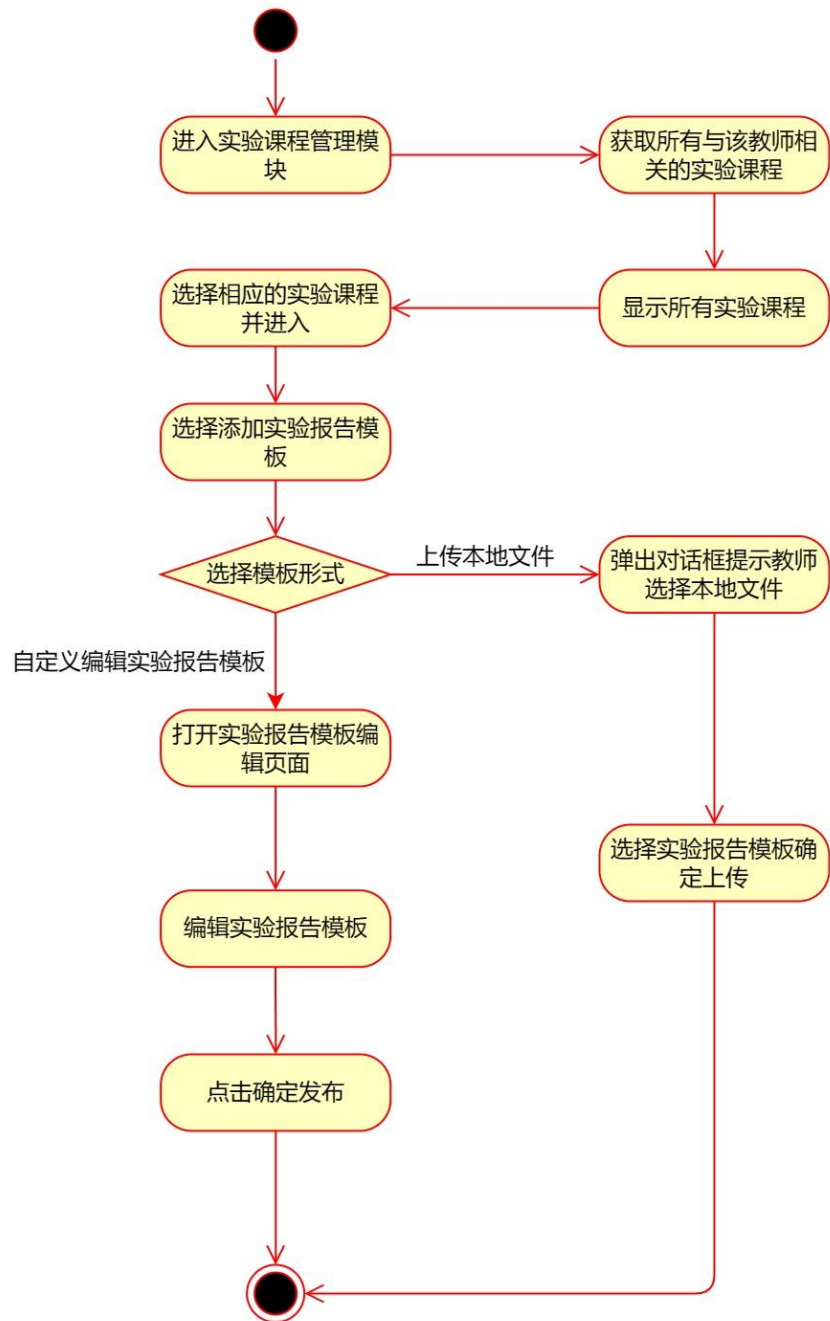 进入实验课程管理模
块
获取所有与该教师相
关的实验课程
选择相应的实验课程
并进入
显示所有实验课程
选择添加实验报告模
板
选择模板形式
上传本地文件
弹出对话框提示教师
选择本地文件
自定义编辑实验报告模板
打开实验报告模板编
辑页面
选择实验报告模板确
定上传
编辑实验报告模板
点击确定发布